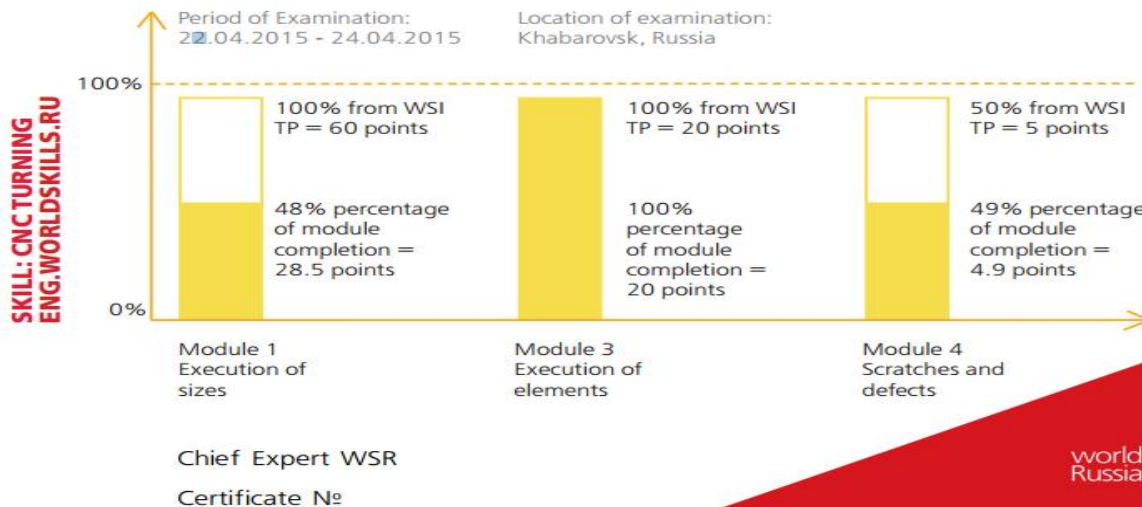 Period of Examination:
22.04.2015 - 24.04.2015
Location of examination:
Khabarovsk, Russia
SKILL: CNC TURNING
ENG.WORLDSKILLS.RU
100%
0%
100% from WSI
TP = 60 points
48% percentage
of module
completion =
28.5 points
100% from WSI
TP = 20 points
100%
percentage
of module
completion =
20 points
50% from WSI
TP = 5 points
49% percentage
of module
completion =
4.9 points
Module 1
Execution of
sizes
Module 3
Execution of
elements
Module 4
Scratches and
defects
Chief Expert WSR
Certificate №
world
Russia